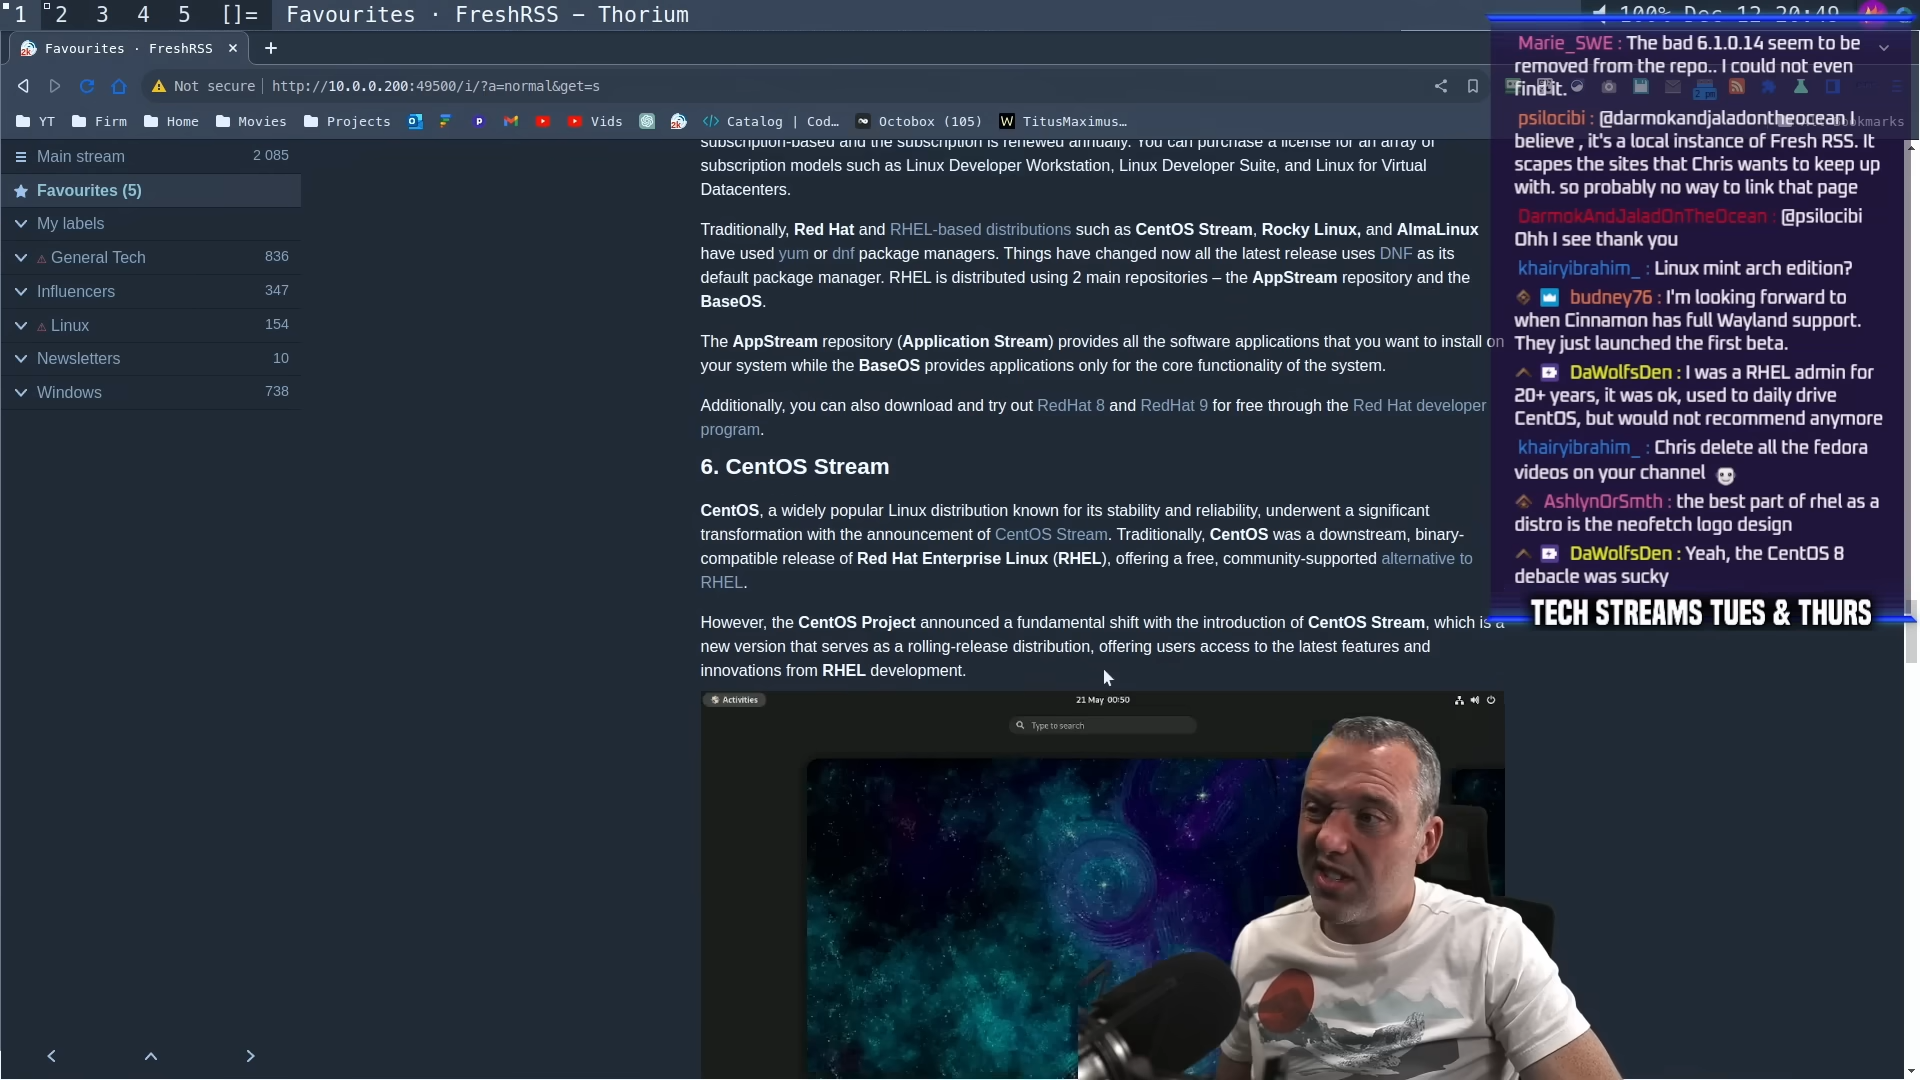 1 2 3 4 5 []= Favourites · FreshRSS – Thorium
100% Dec 12 20:49
Favourites · FreshRSS
Not secure http://10.0.0.200:49500/i/?a=normal&get=s
YT Firm Home Movies Projects Vids Catalog | Cod… Octobox (105) TitusMaximus…
Main stream 2 085
Favourites (5)
My labels
General Tech 836
Influencers 347
Linux 154
Newsletters 10
Windows 738
subscription-based and the subscription is renewed annually. You can purchase a license for an array of
subscription models such as Linux Developer Workstation, Linux Developer Suite, and Linux for Virtual
Datacenters.
Traditionally, Red Hat and RHEL-based distributions such as CentOS Stream, Rocky Linux, and AlmaLinux
have used yum or dnf package managers. Things have changed now all the latest release uses DNF as its
default package manager. RHEL is distributed using 2 main repositories – the AppStream repository and the
BaseOS.
The AppStream repository (Application Stream) provides all the software applications that you want to install on
your system while the BaseOS provides applications only for the core functionality of the system.
Additionally, you can also download and try out RedHat 8 and RedHat 9 for free through the Red Hat developer
program.
6. CentOS Stream
CentOS, a widely popular Linux distribution known for its stability and reliability, underwent a significant
transformation with the announcement of CentOS Stream. Traditionally, CentOS was a downstream, binary-
compatible release of Red Hat Enterprise Linux (RHEL), offering a free, community-supported alternative to
RHEL.
However, the CentOS Project announced a fundamental shift with the introduction of CentOS Stream, which is a
new version that serves as a rolling-release distribution, offering users access to the latest features and
innovations from RHEL development.
Activities
21 May 00:50
Type to search
Marie_SWE : The bad 6.1.0.14 seem to be
removed from the repo.. I could not even
find it.
psilocibi : @darmokandjaladontheocean I
believe , it's a local instance of Fresh RSS. It
scapes the sites that Chris wants to keep up
with. so probably no way to link that page
DarmokAndJaladOnTheOcean : @psilocibi
Ohh I see thank you
khairyibrahim_ : Linux mint arch edition?
budney76 : I'm looking forward to
when Cinnamon has full Wayland support.
They just launched the first beta.
DaWolfsDen : I was a RHEL admin for
20+ years, it was ok, used to daily drive
CentOS, but would not recommend anymore
khairyibrahim_ : Chris delete all the fedora
videos on your channel
AshlynOrSmth : the best part of rhel as a
distro is the neofetch logo design
DaWolfsDen : Yeah, the CentOS 8
debacle was sucky
TECH STREAMS TUES & THURS
2 pm
Bookmarks